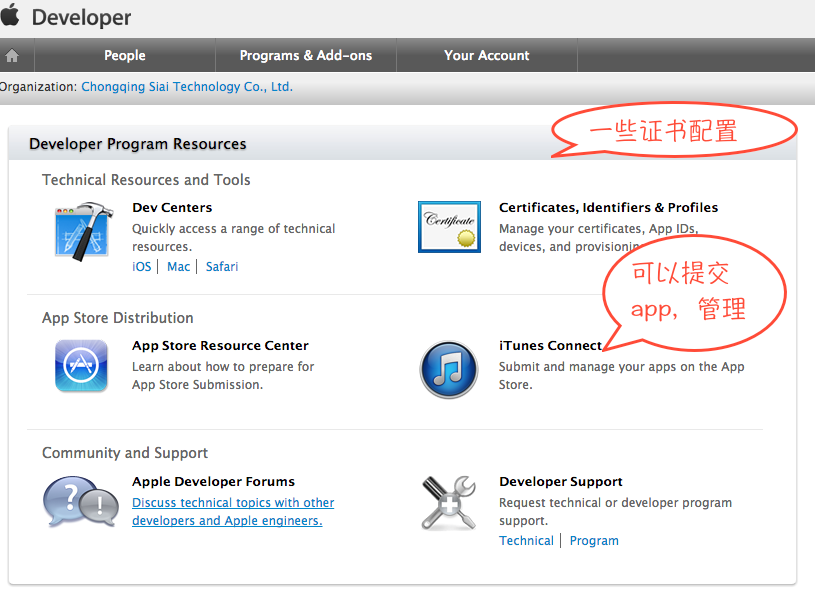 Developer
People
Programs & Add-ons
Your Account
Organization: Chongqing Siai Technology Co., Ltd.
一些证书配置
Developer Program Resources
Technical Resources and Tools
Dev Centers
Quickly access a range of technical
resources.
iOS | Mac | Safari
Certificate
Certificates, Identifiers & Profiles
Manage your certificates, App IDs,
devices, and provisioning
可以提交
app，管理
App Store Distribution
App Store Resource Center
Learn about how to prepare for
App Store Submission.
iTunes Connect
Submit and manage your apps on the App
Store.
Community and Support
Apple Developer Forums
Discuss technical topics with other
developers and Apple engineers.
Developer Support
Request technical or developer program
support.
Technical | Program